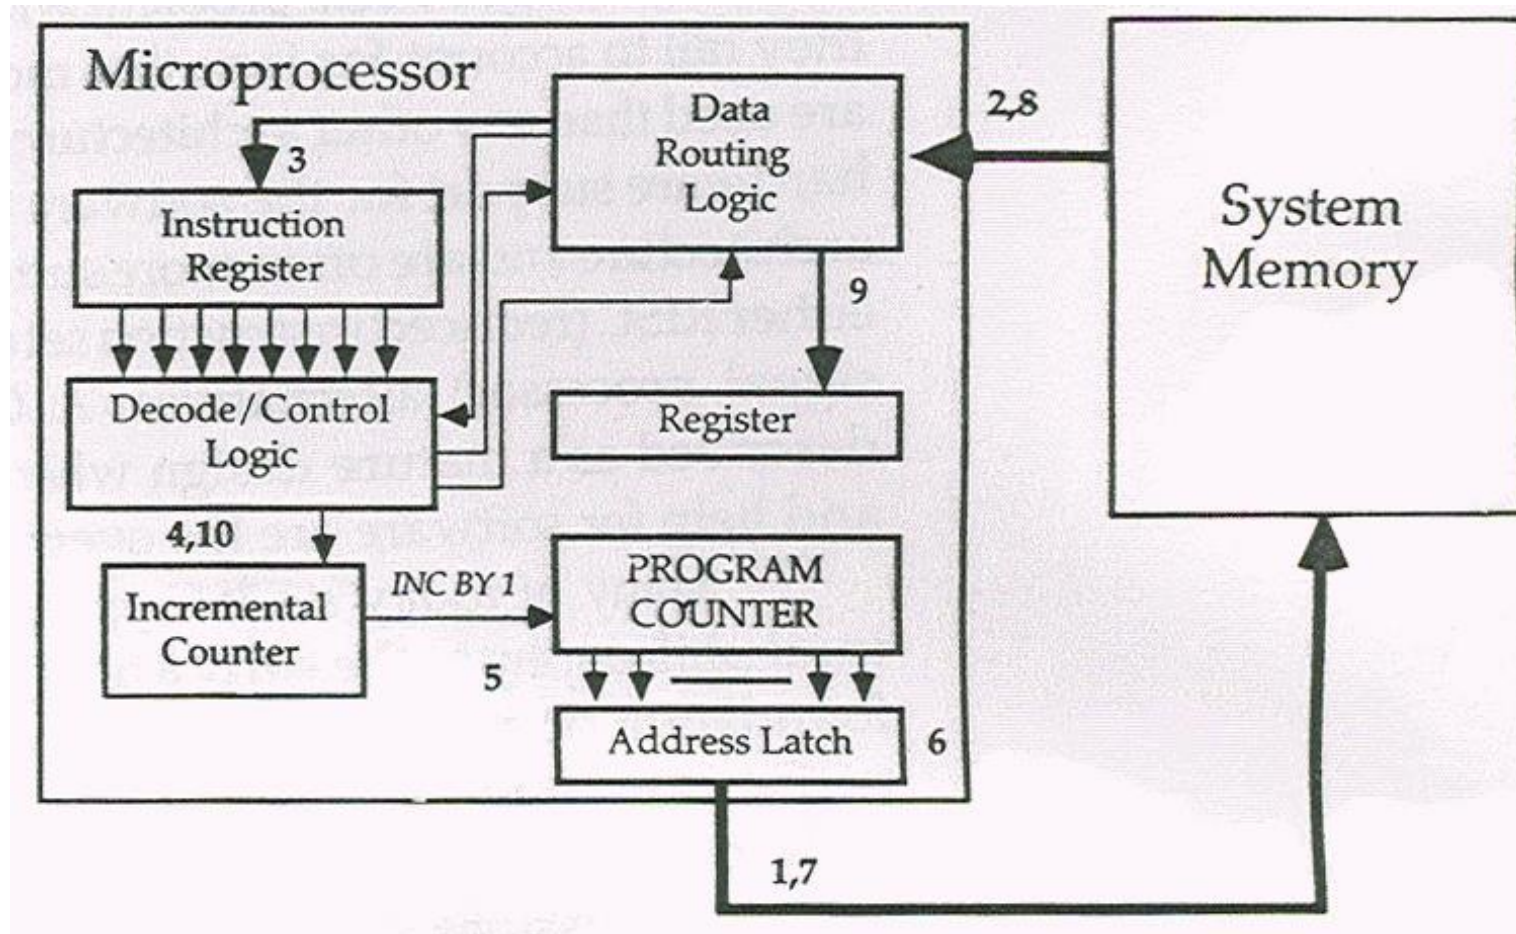 Microprocessor
Data
Routing
Logic
2,8
System
Memory
3
Instruction
Register
9
Decode/Control
Logic
Register
4,10
INC BY 1
PROGRAM
COUNTER
Incremental
Counter
5
Address Latch
6
1,7